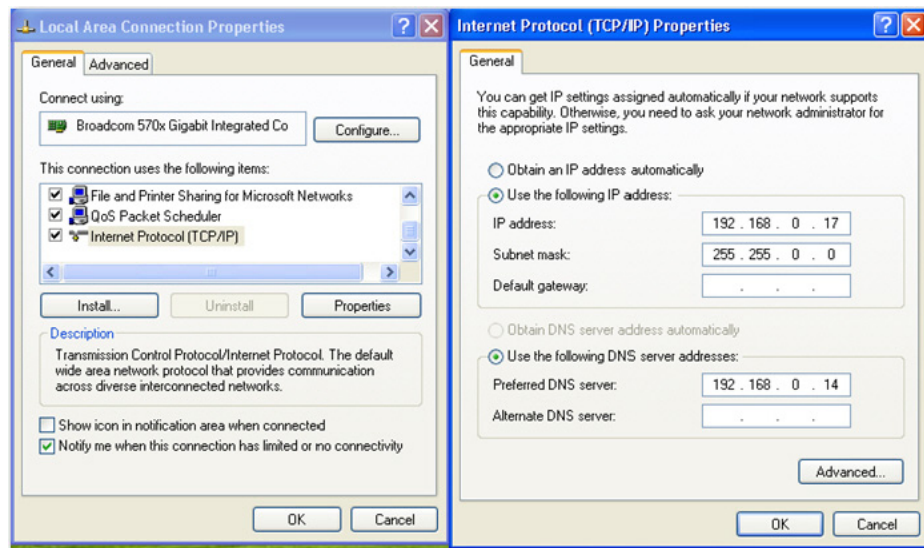 Local Area Connection Properties
General
Advanced
Connect using:
Broadcom 570x Gigabit Integrated Co
Configure...
This connection uses the following items:
File and Printer Sharing for Microsoft Networks
QoS Packet Scheduler
Internet Protocol (TCP/IP)
Install...
Uninstall
Properties
Description
Transmission Control Protocol/Internet Protocol. The default
wide area network protocol that provides communication
across diverse interconnected networks.
Show icon in notification area when connected
Notify me when this connection has limited or no connectivity
OK
Cancel
Internet Protocol (TCP/IP) Properties
General
You can get IP settings assigned automatically if your network supports
this capability. Otherwise, you need to ask your network administrator for
the appropriate IP settings.
Obtain an IP address automatically
Use the following IP address:
IP address: 192 . 168 . 0 . 17
Subnet mask: 255 . 255 . 0 . 0
Default gateway: . . .
Obtain DNS server address automatically
Use the following DNS server addresses:
Preferred DNS server: 192 . 168 . 0 . 14
Alternate DNS server: . . .
Advanced...
OK
Cancel